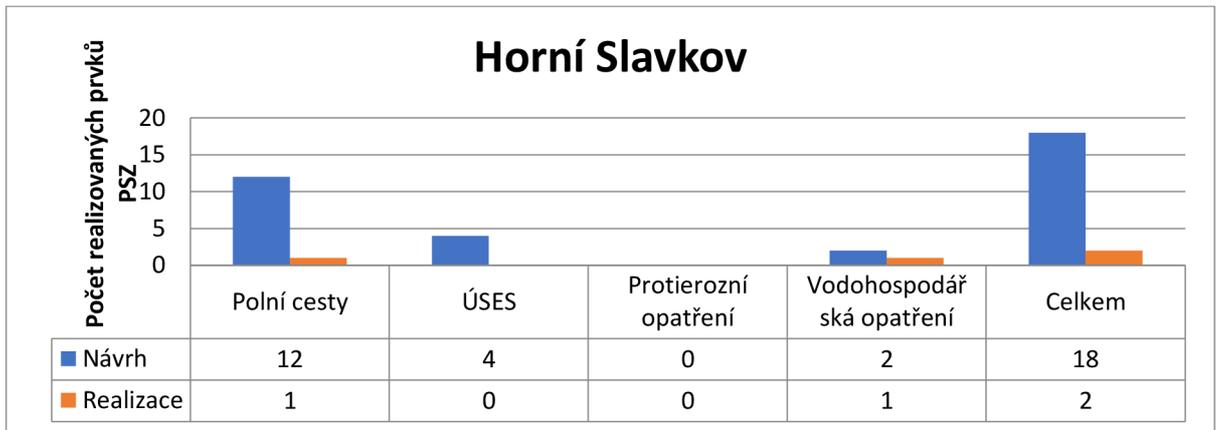 Horní Slavkov
Počet realizovaných prvků
PSZ
20
15
10
5
0
Polní cesty
ÚSES
Protierozní
opatření
Vodohospodář
ská opatření
Celkem
Návrh 12 4 0 2 18
Realizace 1 0 0 1 2